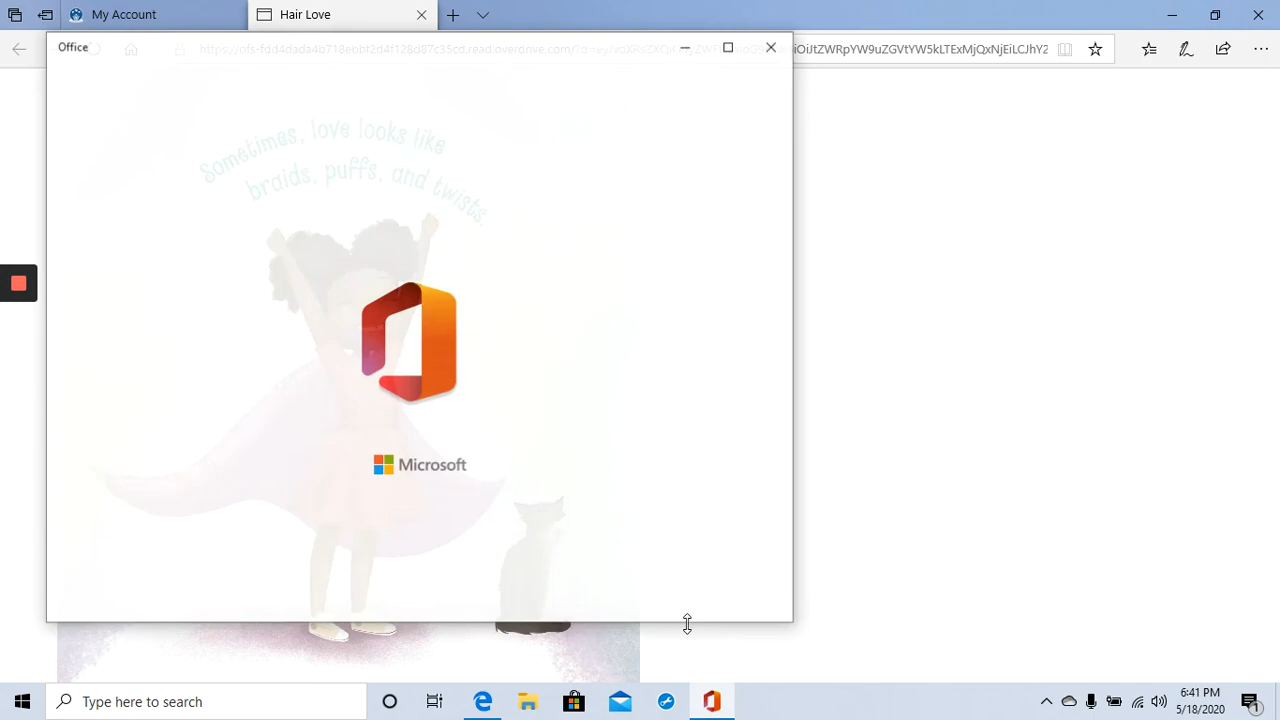 My Account
Hair Love
Office
Sometimes, love looks like
braids, puffs, and twists.
Microsoft
Type here to search
6:41 PM
5/18/2020
1